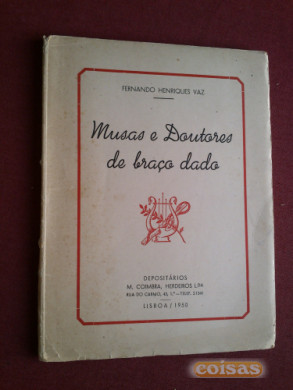 FERNANDO HENRIQUES VAZ
Musas e Doutores
de braço dado
DEPOSITÁRIOS
M. COIMBRA, HERDEIROS L.DA
LISBOA / 1950
coisas